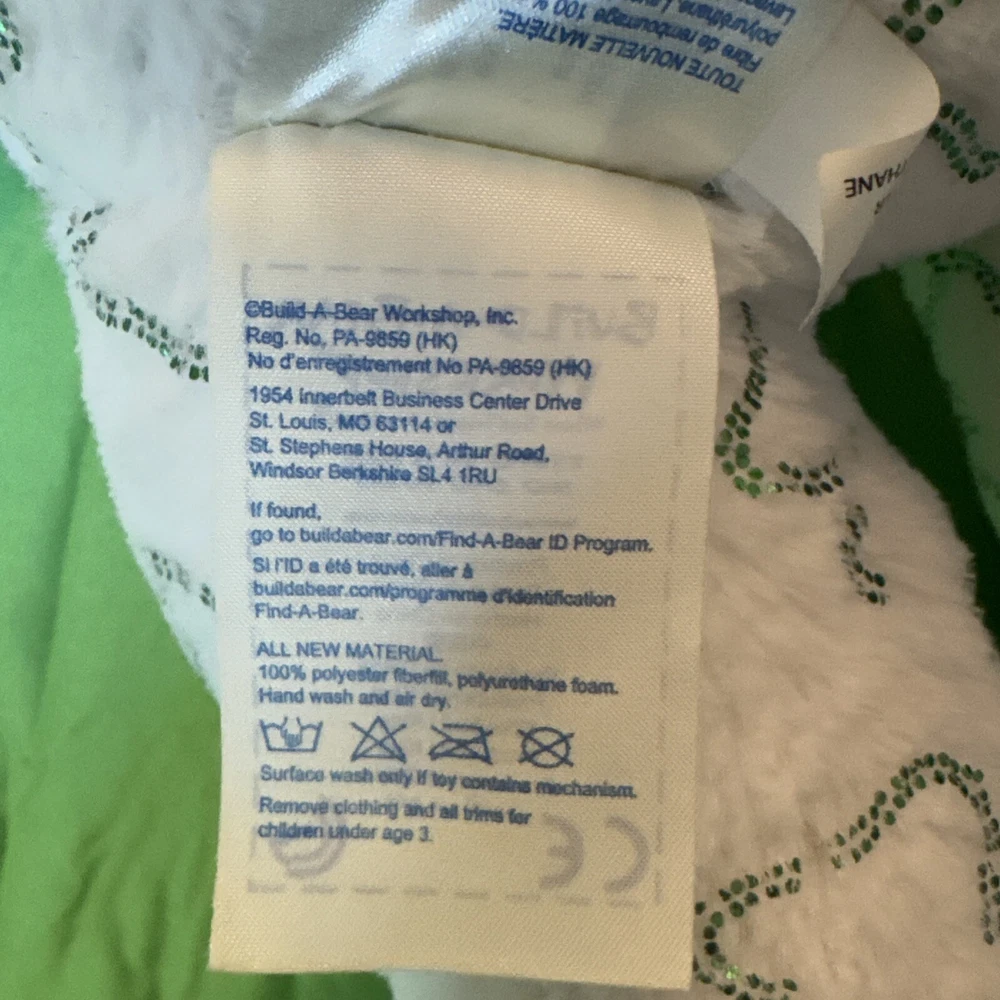 TOUTE NOUVELLE MATIÈRE.
Fibre de rembourrage 100 %
polyuréthane.
HANE
©Build-A-Bear Workshop, Inc.
Reg. No, PA-9859 (HK)
No d'enregistrement No PA-9859 (HK)
1954 Innerbelt Business Center Drive
St. Louis, MO 63114 or
St. Stephens House, Arthur Road,
Windsor Berkshire SL4 1RU
If found,
go to buildabear.com/Find-A-Bear ID Program.
Si l'ID a été trouvé, aller à
buildabear.com/programme d'identification
Find-A-Bear.
ALL NEW MATERIAL.
100% polyester fiberfill, polyurethane foam.
Hand wash and air dry.
Surface wash only if toy contains mechanism.
Remove clothing and all trims for
children under age 3.
CE